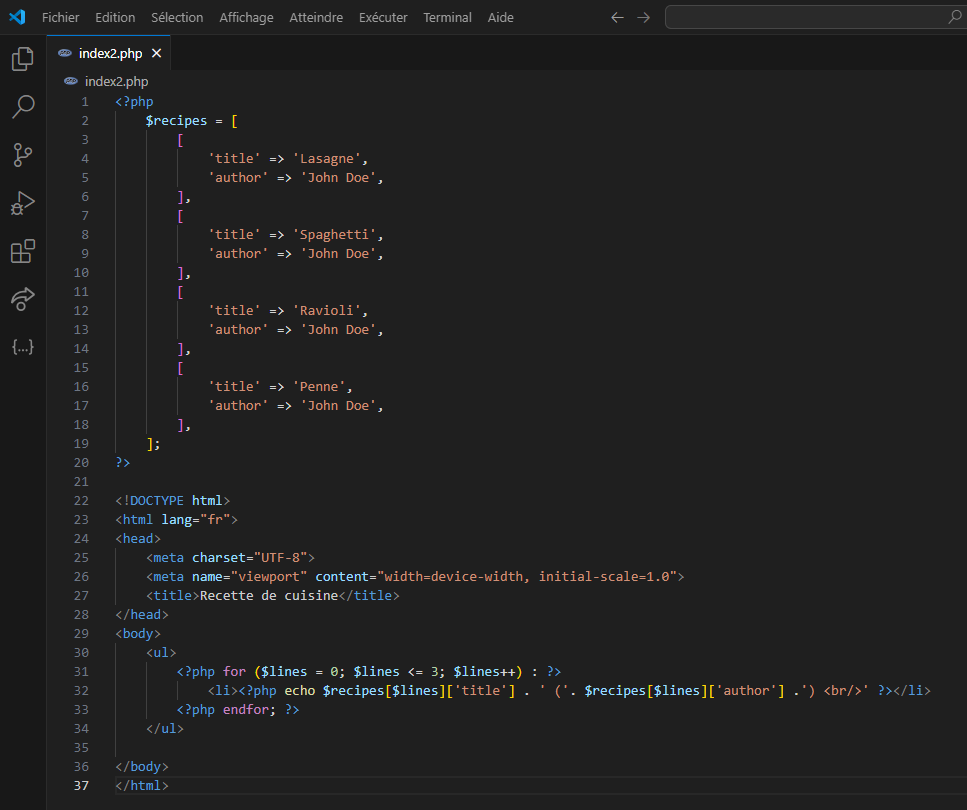 Fichier Edition Sélection Affichage Atteindre Exécuter Terminal Aide
index2.php
index2.php
1 <?php
2 $recipes = [
3 [
4 'title' => 'Lasagne',
5 'author' => 'John Doe',
6 ],
7 [
8 'title' => 'Spaghetti',
9 'author' => 'John Doe',
10 ],
11 [
12 'title' => 'Ravioli',
13 'author' => 'John Doe',
14 ],
15 [
16 'title' => 'Penne',
17 'author' => 'John Doe',
18 ],
19 ];
20 ?>
21
22 <!DOCTYPE html>
23 <html lang="fr">
24 <head>
25 <meta charset="UTF-8">
26 <meta name="viewport" content="width=device-width, initial-scale=1.0">
27 <title>Recette de cuisine</title>
28 </head>
29 <body>
30 <ul>
31 <?php for ($lines = 0; $lines <= 3; $lines++) : ?>
32 <li><?php echo $recipes[$lines]['title'] . ' ('. $recipes[$lines]['author'] .') <br/>' ?></li>
33 <?php endfor; ?>
34 </ul>
35
36 </body>
37 </html>